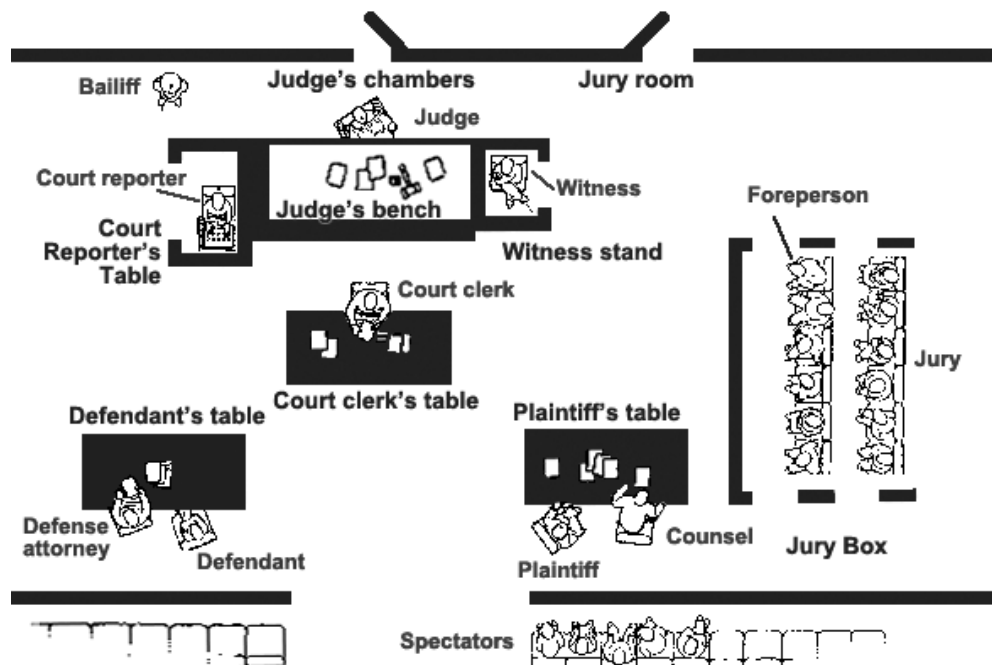 Judge's chambers
Jury room
Bailiff
Judge
Court reporter
Witness
Judge's bench
Foreperson
Court
Reporter's
Table
Witness stand
Court clerk
Jury
Court clerk's table
Defendant's table
Plaintiff's table
Defense
attorney
Defendant
Counsel
Plaintiff
Jury Box
Spectators